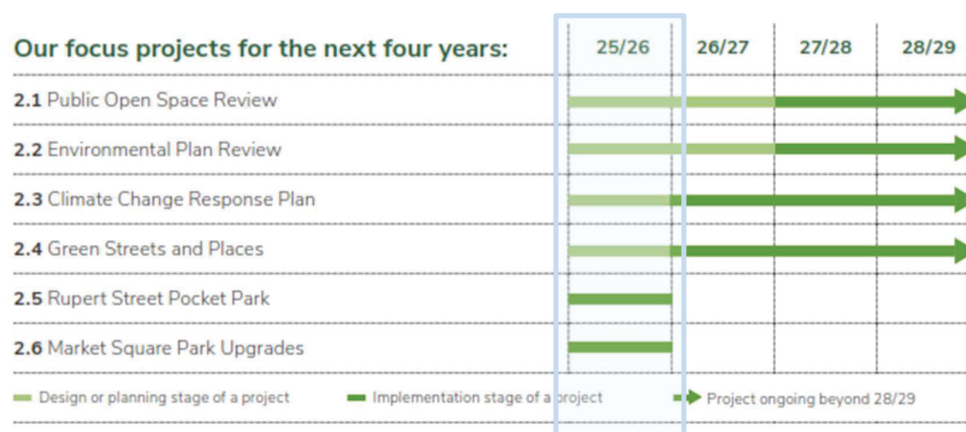 Our focus projects for the next four years: 25/26 26/27 27/28 28/29
2.1 Public Open Space Review
2.2 Environmental Plan Review
2.3 Climate Change Response Plan
2.4 Green Streets and Places
2.5 Rupert Street Pocket Park
2.6 Market Square Park Upgrades
Design or planning stage of a project Implementation stage of a project Project ongoing beyond 28/29